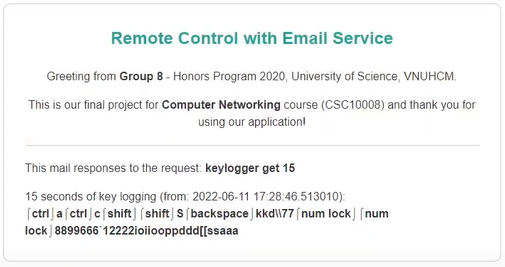 Remote Control with Email Service
Greeting from Group 8 - Honors Program 2020, University of Science, VNUHCM.
This is our final project for Computer Networking course (CSC10008) and thank you for
using our application!
This mail responses to the request: keylogger get 15
15 seconds of key logging (from: 2022-06-11 17:28:46.513010):
⌈ctrl⌋a⌈ctrl⌋c⌈shift⌋⌈shift⌋S⌈backspace⌋kkd\\77⌈num lock⌋⌈num
lock⌋8899666`12222ioiiooppddd[[ssaaa